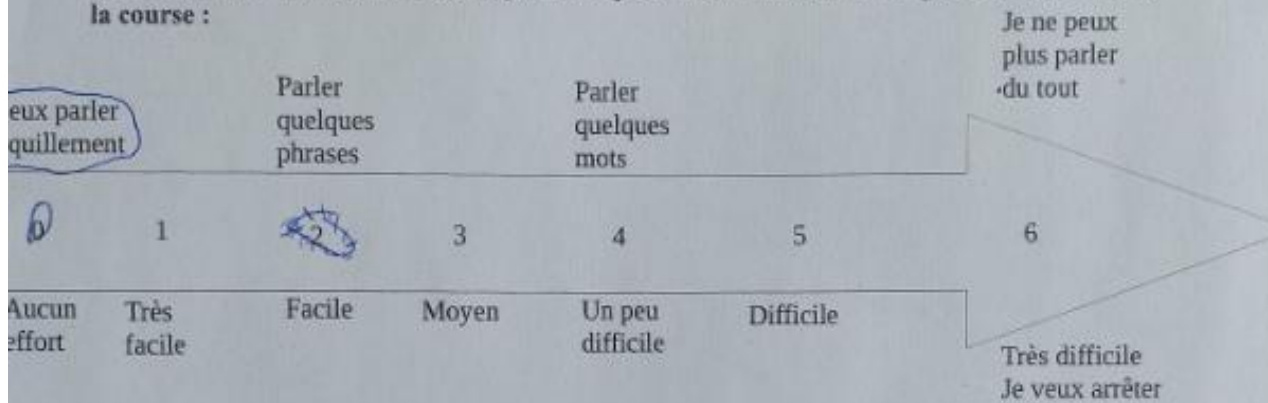 la course :
Je ne peux
plus parler
du tout
Parler
quelques
phrases
Parler
quelques
mots
eux parler
quillement
0 1 2 3 4 5 6
Aucun
effort
Très
facile
Facile
Moyen
Un peu
difficile
Difficile
Très difficile
Je veux arrêter